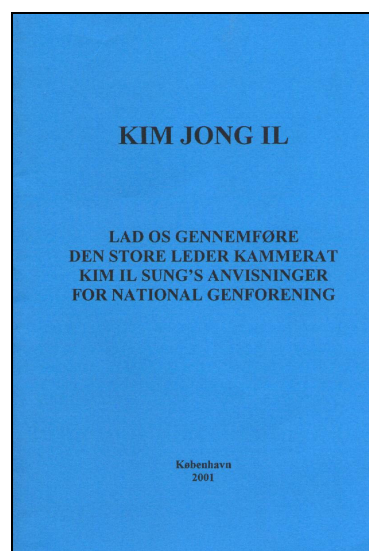 KIM JONG IL
LAD OS GENNEMFØRE
DEN STORE LEDER KAMMERAT
KIM IL SUNG'S ANVISNINGER
FOR NATIONAL GENFORENING
København
2001